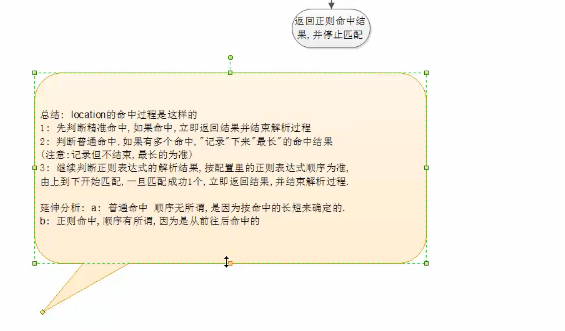 返回正则命中结
果,并停止匹配
总结: location的命中过程是这样的
1: 先判断精准命中,如果命中,立即返回结果并结束解析过程
2: 判断普通命中,如果有多个命中,"记录"下来"最长"的命中结果
(注意:记录但不结束,最长的为准)
3: 继续判断正则表达式的解析结果,按配置里的正则表达式顺序为准,
由上到下开始匹配,一旦匹配成功1个,立即返回结果,并结束解析过程.
延伸分析: a: 普通命中 顺序无所谓,是因为按命中的长短来确定的.
b: 正则命中,顺序有所谓,因为是从前往后命中的